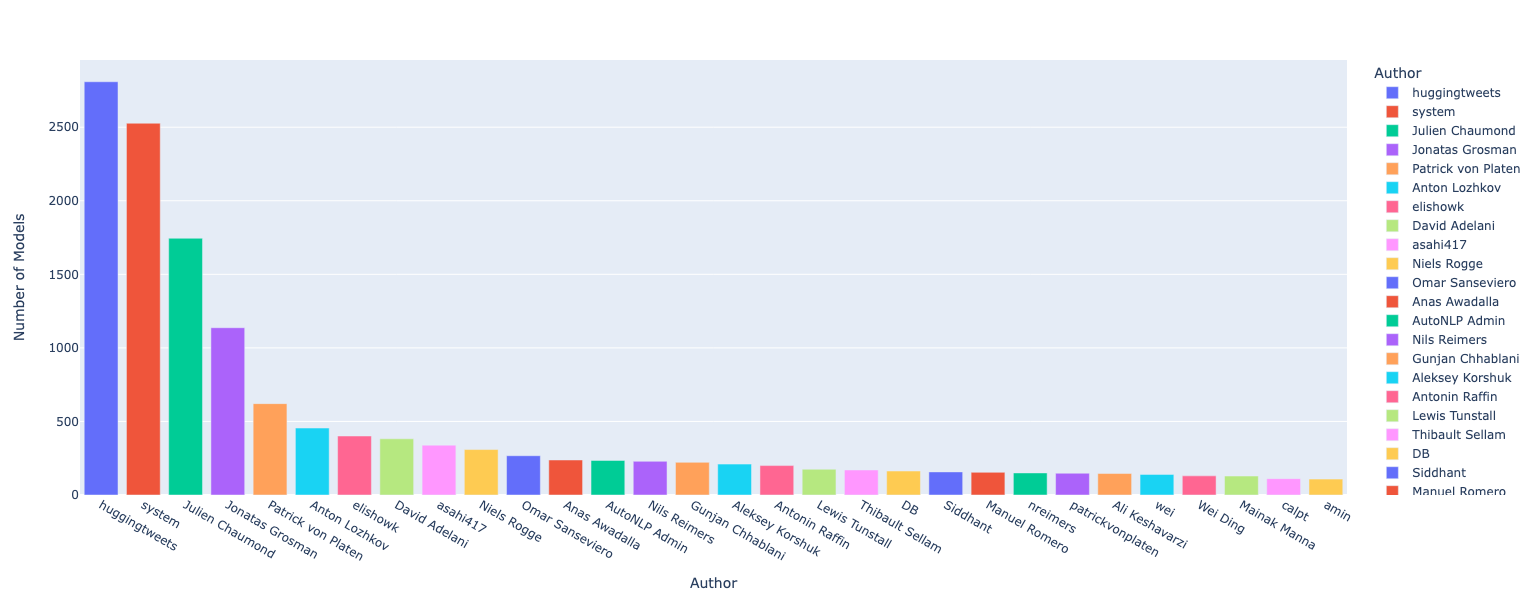 Number of Models
2500
2000
1500
1000
500
0
huggingtweets
system
Julien Chaumond
Jonatas Grosman
Patrick von Platen
Anton Lozhkov
elishowk
David Adelani
asahi417
Niels Rogge
Omar Sanseviero
Anas Awadalla
AutoNLP Admin
Nils Reimers
Gunjan Chhablani
Aleksey Korshuk
Antonin Raffin
Lewis Tunstall
Thibault Sellam
DB
Siddhant
Manuel Romero
nreimers
patrickvonplaten
Ali Keshavarzi
wei
Wei Ding
Mainak Manna
calpt
amin
Author
Author
huggingtweets
system
Julien Chaumond
Jonatas Grosman
Patrick von Platen
Anton Lozhkov
elishowk
David Adelani
asahi417
Niels Rogge
Omar Sanseviero
Anas Awadalla
AutoNLP Admin
Nils Reimers
Gunjan Chhablani
Aleksey Korshuk
Antonin Raffin
Lewis Tunstall
Thibault Sellam
DB
Siddhant
Manuel Romero